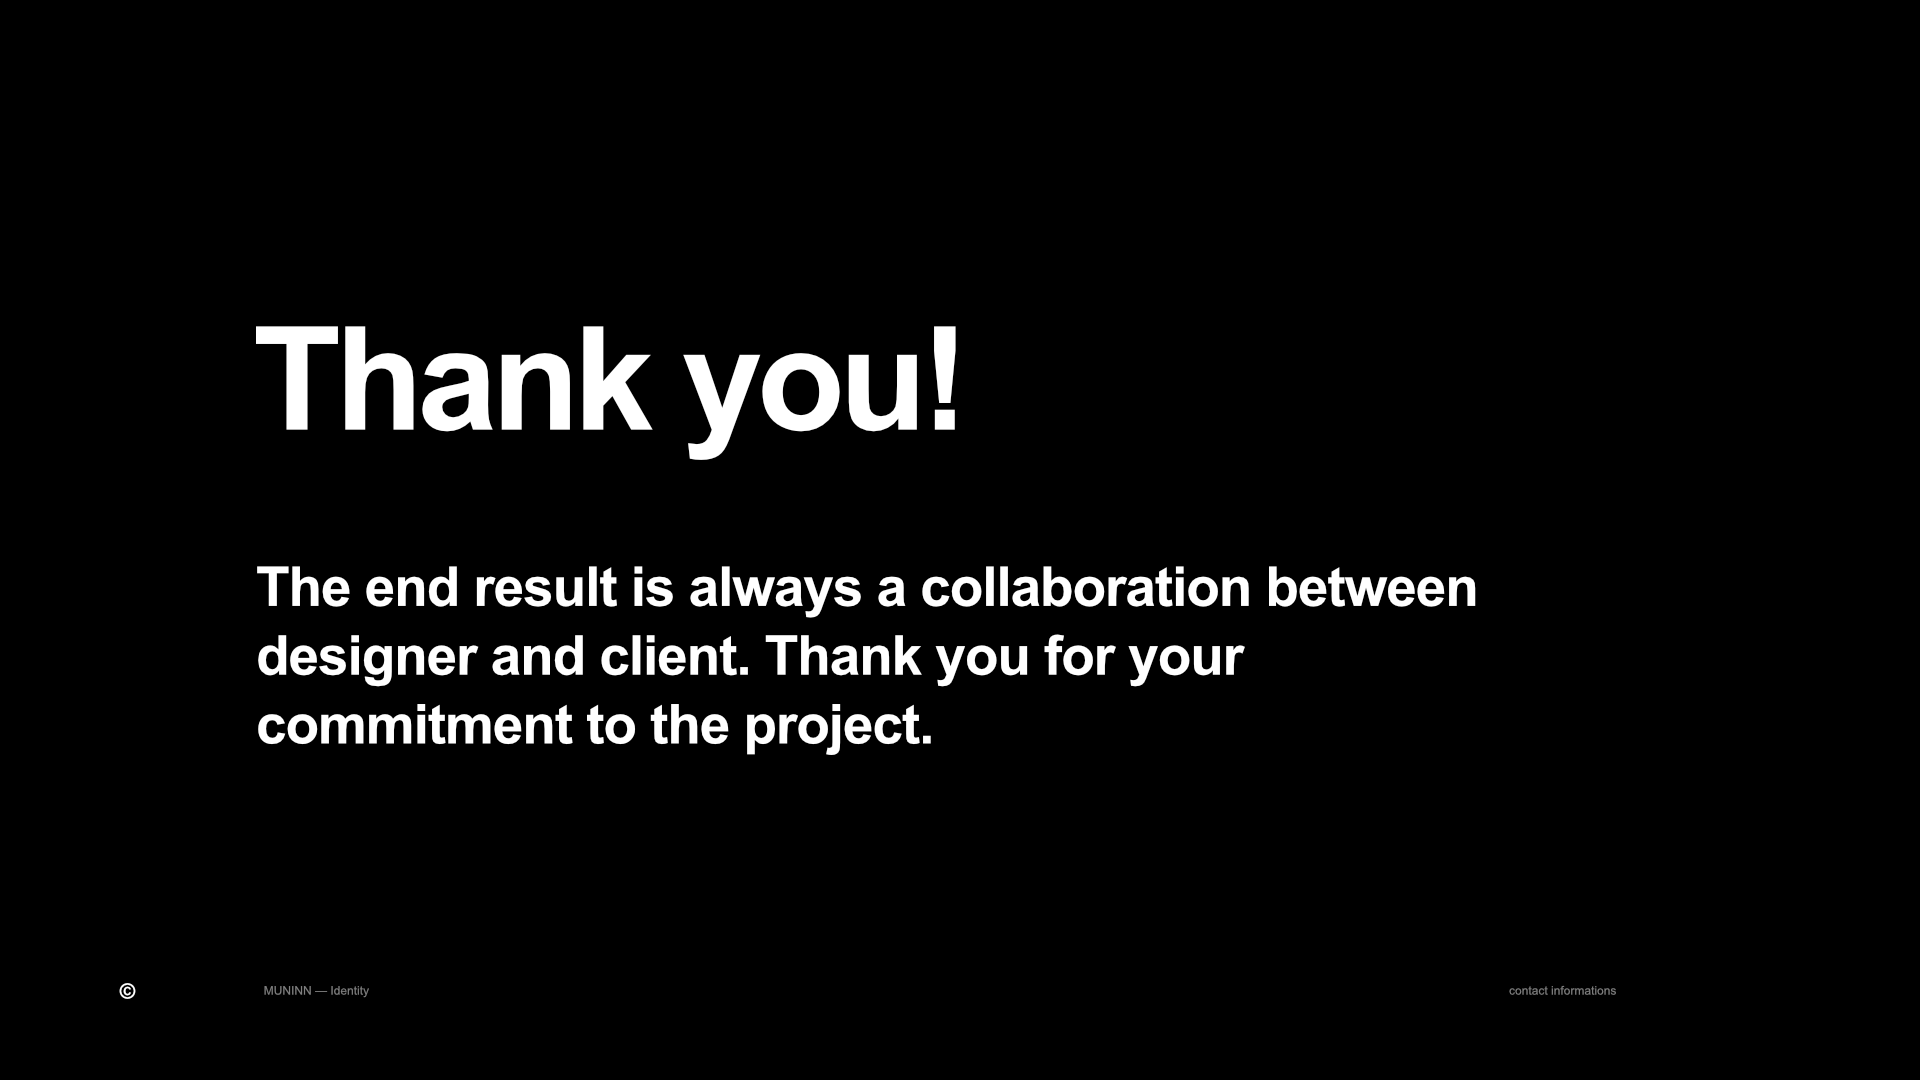 Thank you!
The end result is always a collaboration between
designer and client. Thank you for your
commitment to the project.
©
MUNINN — Identity
contact informations